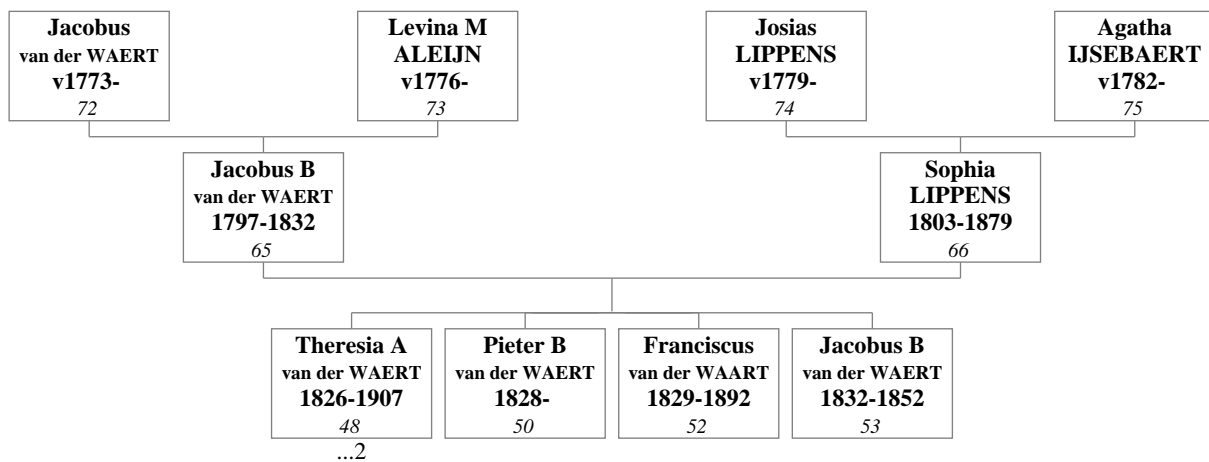 Jacobus
van der WAERT
v1773-
72
Levina M
ALEIJN
v1776-
73
Josias
LIPPENS
v1779-
74
Agatha
IJSEBAERT
v1782-
75
Jacobus B
van der WAERT
1797-1832
65
Sophia
LIPPENS
1803-1879
66
Theresia A
van der WAERT
1826-1907
48
...2
Pieter B
van der WAERT
1828-
50
Franciscus
van der WAART
1829-1892
52
Jacobus B
van der WAERT
1832-1852
53